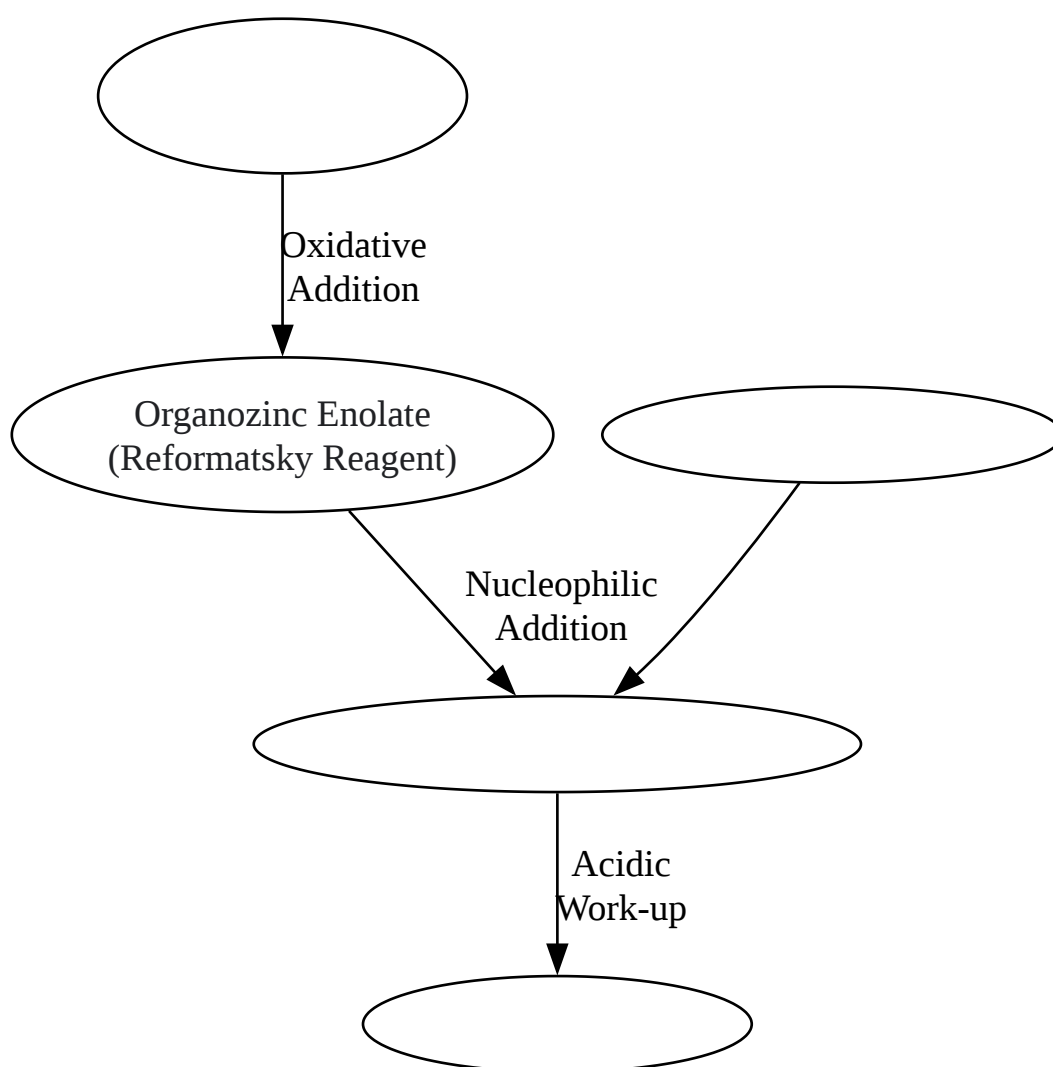 Oxidative
Addition
Organozinc Enolate
(Reformatsky Reagent)
Nucleophilic
Addition
Acidic
Work-up